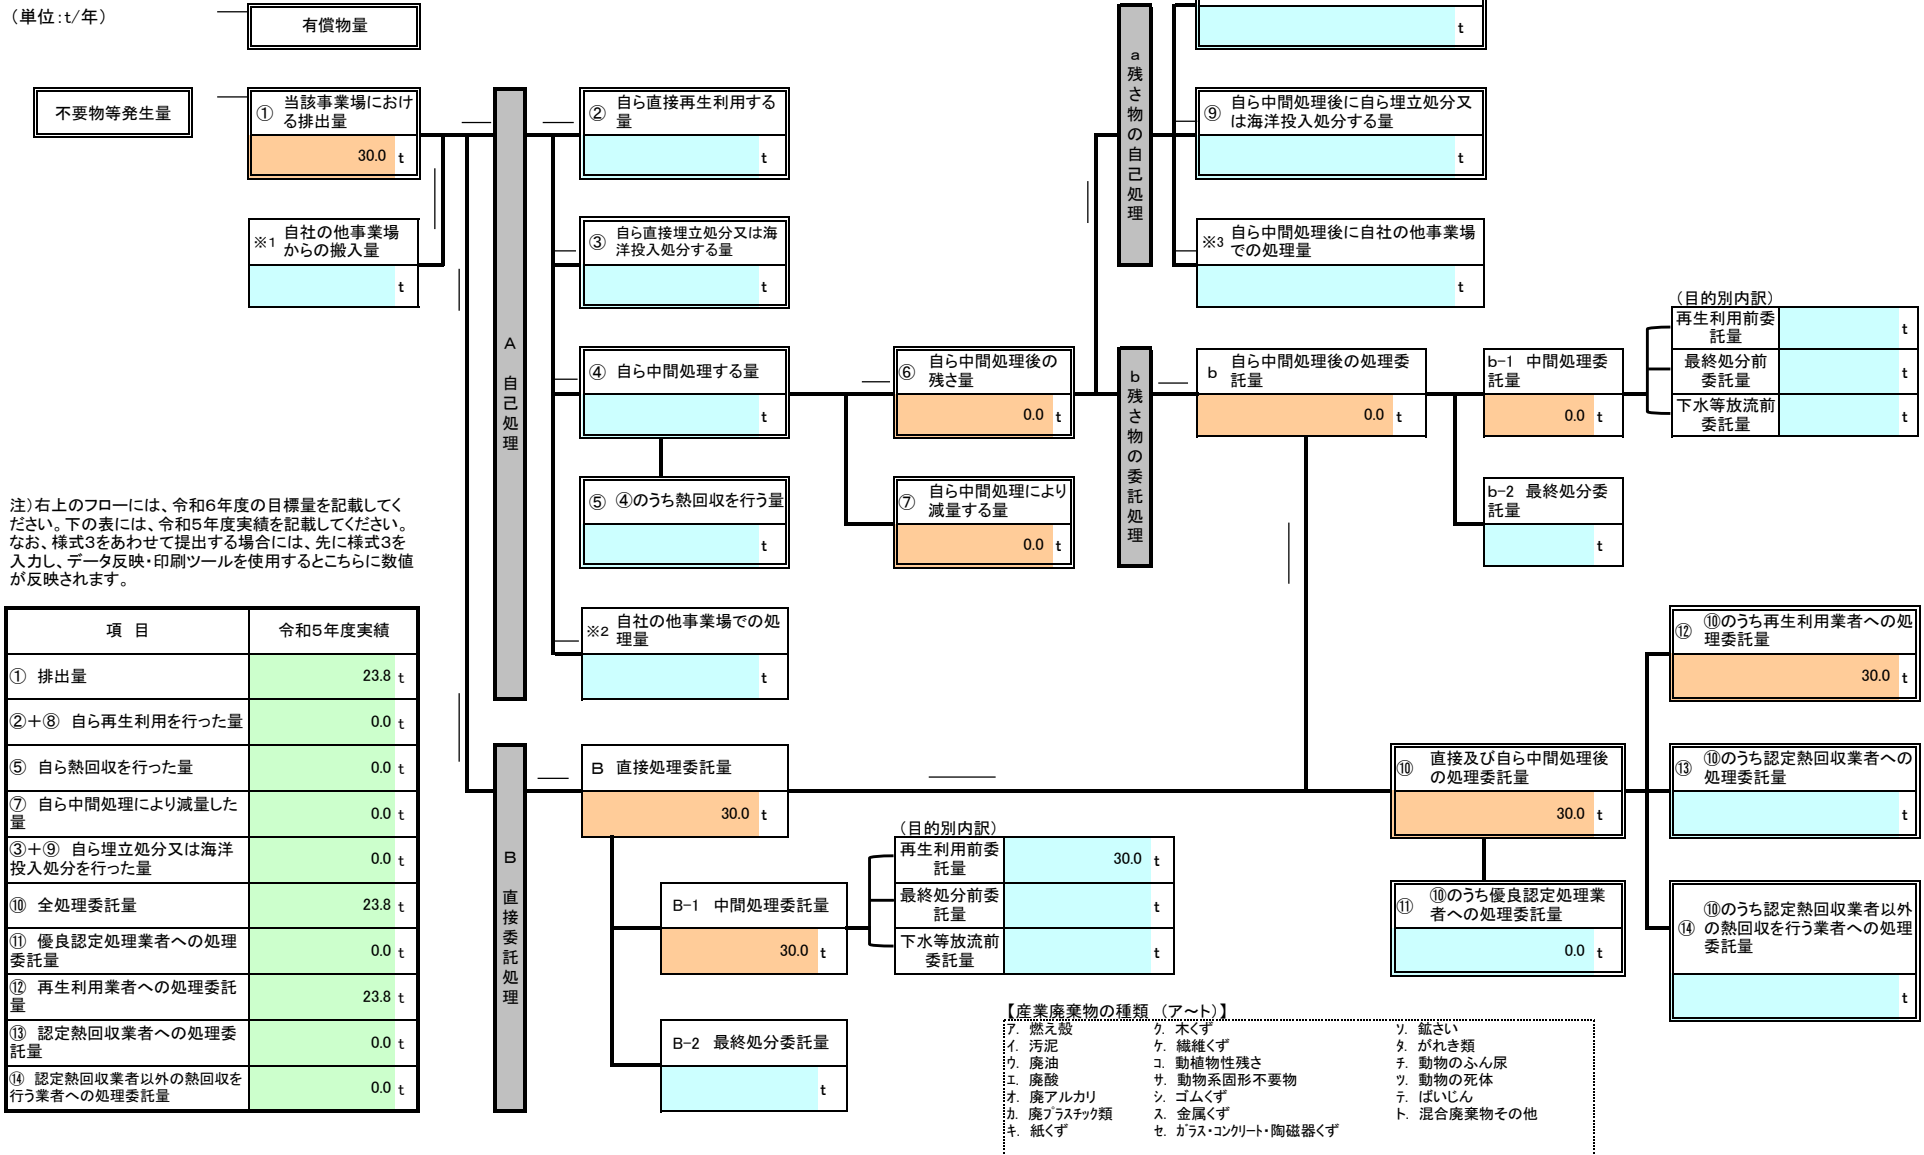 (単位:t/年)
有償物量
t
不要物等発生量
① 当該事業場におけ
る排出量
30.0 t
※1 自社の他事業場
からの搬入量
t
A 自己処理
② 自ら直接再生利用する
量
t
③ 自ら直接埋立処分又は海
洋投入処分する量
t
④ 自ら中間処理する量
t
⑤ ④のうち熱回収を行う量
t
※2 自社の他事業場での処
理量
t
⑥ 自ら中間処理後の
残さ量
0.0 t
⑦ 自ら中間処理により
減量する量
0.0 t
a残さ物の自己処理
⑨ 自ら中間処理後に自ら埋立処分又
は海洋投入処分する量
t
※3 自ら中間処理後に自社の他事業場
での処理量
t
b残さ物の委託処理
b 自ら中間処理後の処理委
託量
0.0 t
b-1 中間処理委
託量
0.0 t
b-2 最終処分委
託量
t
(目的別内訳)
再生利用前委
託量
t
最終処分前
委託量
t
下水等放流前
委託量
t
注)右上のフローには、令和6年度の目標量を記載してく
ださい。下の表には、令和5年度実績を記載してください。
なお、様式3をあわせて提出する場合には、先に様式3を
入力し、データ反映・印刷ツールを使用するとこちらに数値
が反映されます。
項 目 令和5年度実績
① 排出量 23.8 t
②+⑧ 自ら再生利用を行った量 0.0 t
⑤ 自ら熱回収を行った量 0.0 t
⑦ 自ら中間処理により減量した
量 0.0 t
③+⑨ 自ら埋立処分又は海洋
投入処分を行った量 0.0 t
⑩ 全処理委託量 23.8 t
⑪ 優良認定処理業者への処理
委託量 0.0 t
⑫ 再生利用業者への処理委託
量 23.8 t
⑬ 認定熱回収業者への処理委
託量 0.0 t
⑭ 認定熱回収業者以外の熱回収を
行う業者への処理委託量 0.0 t
B 直接委託処理
B 直接処理委託量
30.0 t
B-1 中間処理委託量
30.0 t
B-2 最終処分委託量
t
(目的別内訳)
再生利用前委
託量
30.0 t
最終処分前委
託量
t
下水等放流前
委託量
t
⑩ 直接及び自ら中間処理後
の処理委託量
30.0 t
⑪ ⑩のうち優良認定処理業
者への処理委託量
0.0 t
⑫ ⑩のうち再生利用業者への処
理委託量
30.0 t
⑬ ⑩のうち認定熱回収業者への
処理委託量
t
⑭ ⑩のうち認定熱回収業者以外
の熱回収を行う業者への処理
委託量
t
【産業廃棄物の種類 (ア~ト)】
ア. 燃え殻
イ. 汚泥
ウ. 廃油
エ. 廃酸
オ. 廃アルカリ
カ. 廃プラスチック類
キ. 紙くず
ク. 木くず
ケ. 繊維くず
コ. 動植物性残さ
サ. 動物系固形不要物
シ. ゴムくず
ス. 金属くず
セ. ガラス・コンクリート・陶磁器くず
ソ. 鉱さい
タ. がれき類
チ. 動物のふん尿
ツ. 動物の死体
テ. ばいじん
ト. 混合廃棄物その他